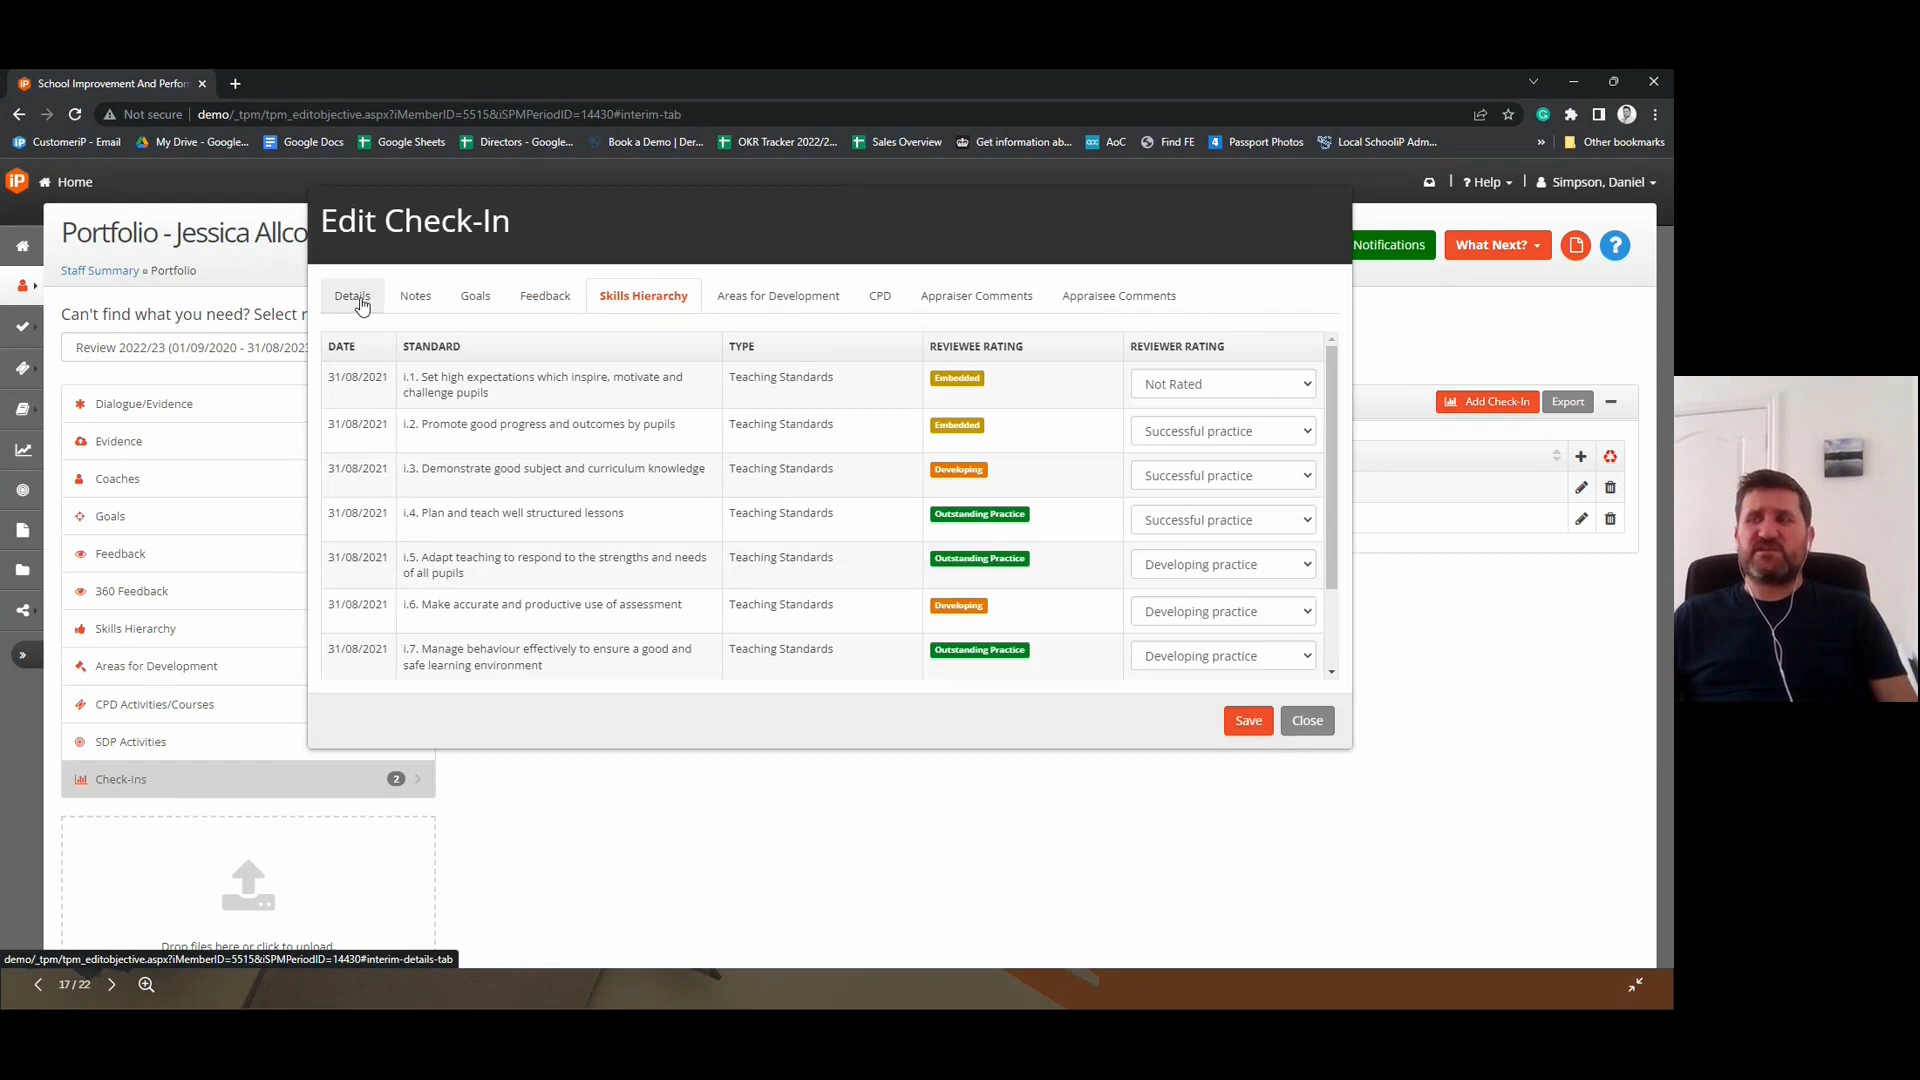 School Improvement And Perfor
Not secure
demo/_tpm/tpm_editobjective.aspx?iMemberID=5515&iSPMPeriodID=14430#interim-tab
CustomeriP - Email
My Drive - Google...
Google Docs
Google Sheets
Directors - Google...
Book a Demo | Der...
OKR Tracker 2022/2...
Sales Overview
Get information ab...
AoC
Find FE
Passport Photos
Local SchooliP Adm...
»
Other bookmarks
iP
Home
? Help
Simpson, Daniel
Portfolio - Jessica Allco
Staff Summary » Portfolio
Notifications
What Next?
?
Can't find what you need? Select r
Review 2022/23 (01/09/2020 - 31/08/2023
Dialogue/Evidence
Evidence
Coaches
Goals
Feedback
360 Feedback
Skills Hierarchy
Areas for Development
CPD Activities/Courses
SDP Activities
Check-Ins 2
Drop files here or click to upload.
Add Check-In
Export
Edit Check-In
Details
Notes
Goals
Feedback
Skills Hierarchy
Areas for Development
CPD
Appraiser Comments
Appraisee Comments
DATE STANDARD TYPE REVIEWEE RATING REVIEWER RATING
31/08/2021 i.1. Set high expectations which inspire, motivate and Teaching Standards Embedded Not Rated
challenge pupils
31/08/2021 i.2. Promote good progress and outcomes by pupils Teaching Standards Embedded Successful practice
31/08/2021 i.3. Demonstrate good subject and curriculum knowledge Teaching Standards Developing Successful practice
31/08/2021 i.4. Plan and teach well structured lessons Teaching Standards Outstanding Practice Successful practice
31/08/2021 i.5. Adapt teaching to respond to the strengths and needs Teaching Standards Outstanding Practice Developing practice
of all pupils
31/08/2021 i.6. Make accurate and productive use of assessment Teaching Standards Developing Developing practice
31/08/2021 i.7. Manage behaviour effectively to ensure a good and Teaching Standards Outstanding Practice Developing practice
safe learning environment
Save
Close
demo/_tpm/tpm_editobjective.aspx?iMemberID=5515&iSPMPeriodID=14430#interim-details-tab
17 / 22